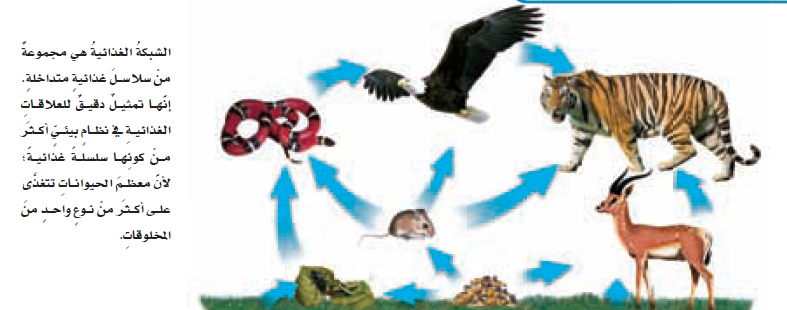 الشبكةُ الغذائيةُ هي مجموعةٌ
منْ سلاسلَ غذائيةٍ متداخلةٍ.
إنّها تمثيلٌ دقيقٌ للعلاقاتِ
الغذائيةِ في نظامٍ بيئيّ أكثرَ
منْ كونِها سلسلةً غذائيةً؛
لأنّ معظمَ الحيواناتِ تتغذّى
على أكثرَ منْ نوعٍ واحدٍ منَ
المخلوقاتِ.